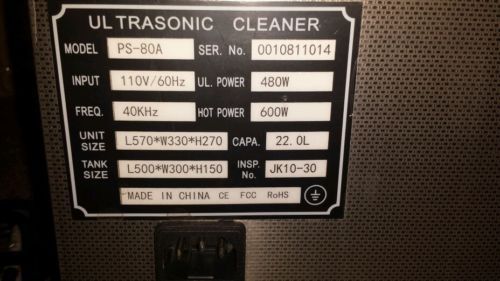 ULTRASONIC CLEANER
MODEL PS-80A SER. No. 0010811014
INPUT 110V/60Hz UL. POWER 480W
FREQ. 40KHz HOT POWER 600W
UNIT SIZE L570*W330*H270 CAPA. 22.0L
TANK SIZE L500*W300*H150 INSP. No. JK10-30
MADE IN CHINA CE FCC RoHS